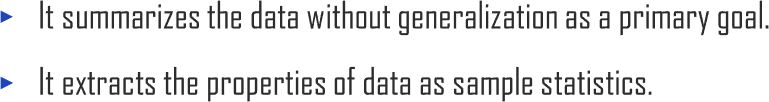 ► It summarizes the data without generalization as a primary goal.
► It extracts the properties of data as sample statistics.